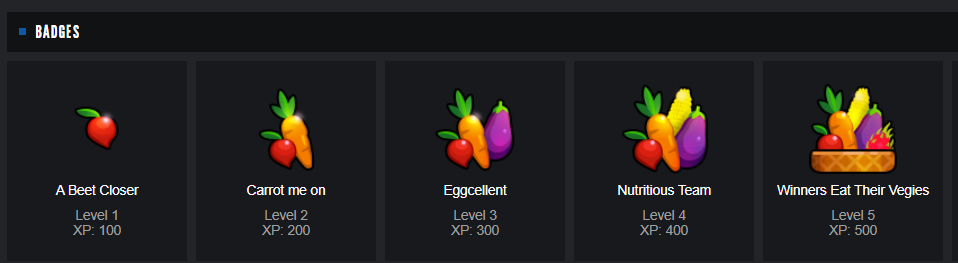 BADGES
A Beet Closer
Level 1
XP: 100
Carrot me on
Level 2
XP: 200
Eggcellent
Level 3
XP: 300
Nutritious Team
Level 4
XP: 400
Winners Eat Their Vegies
Level 5
XP: 500